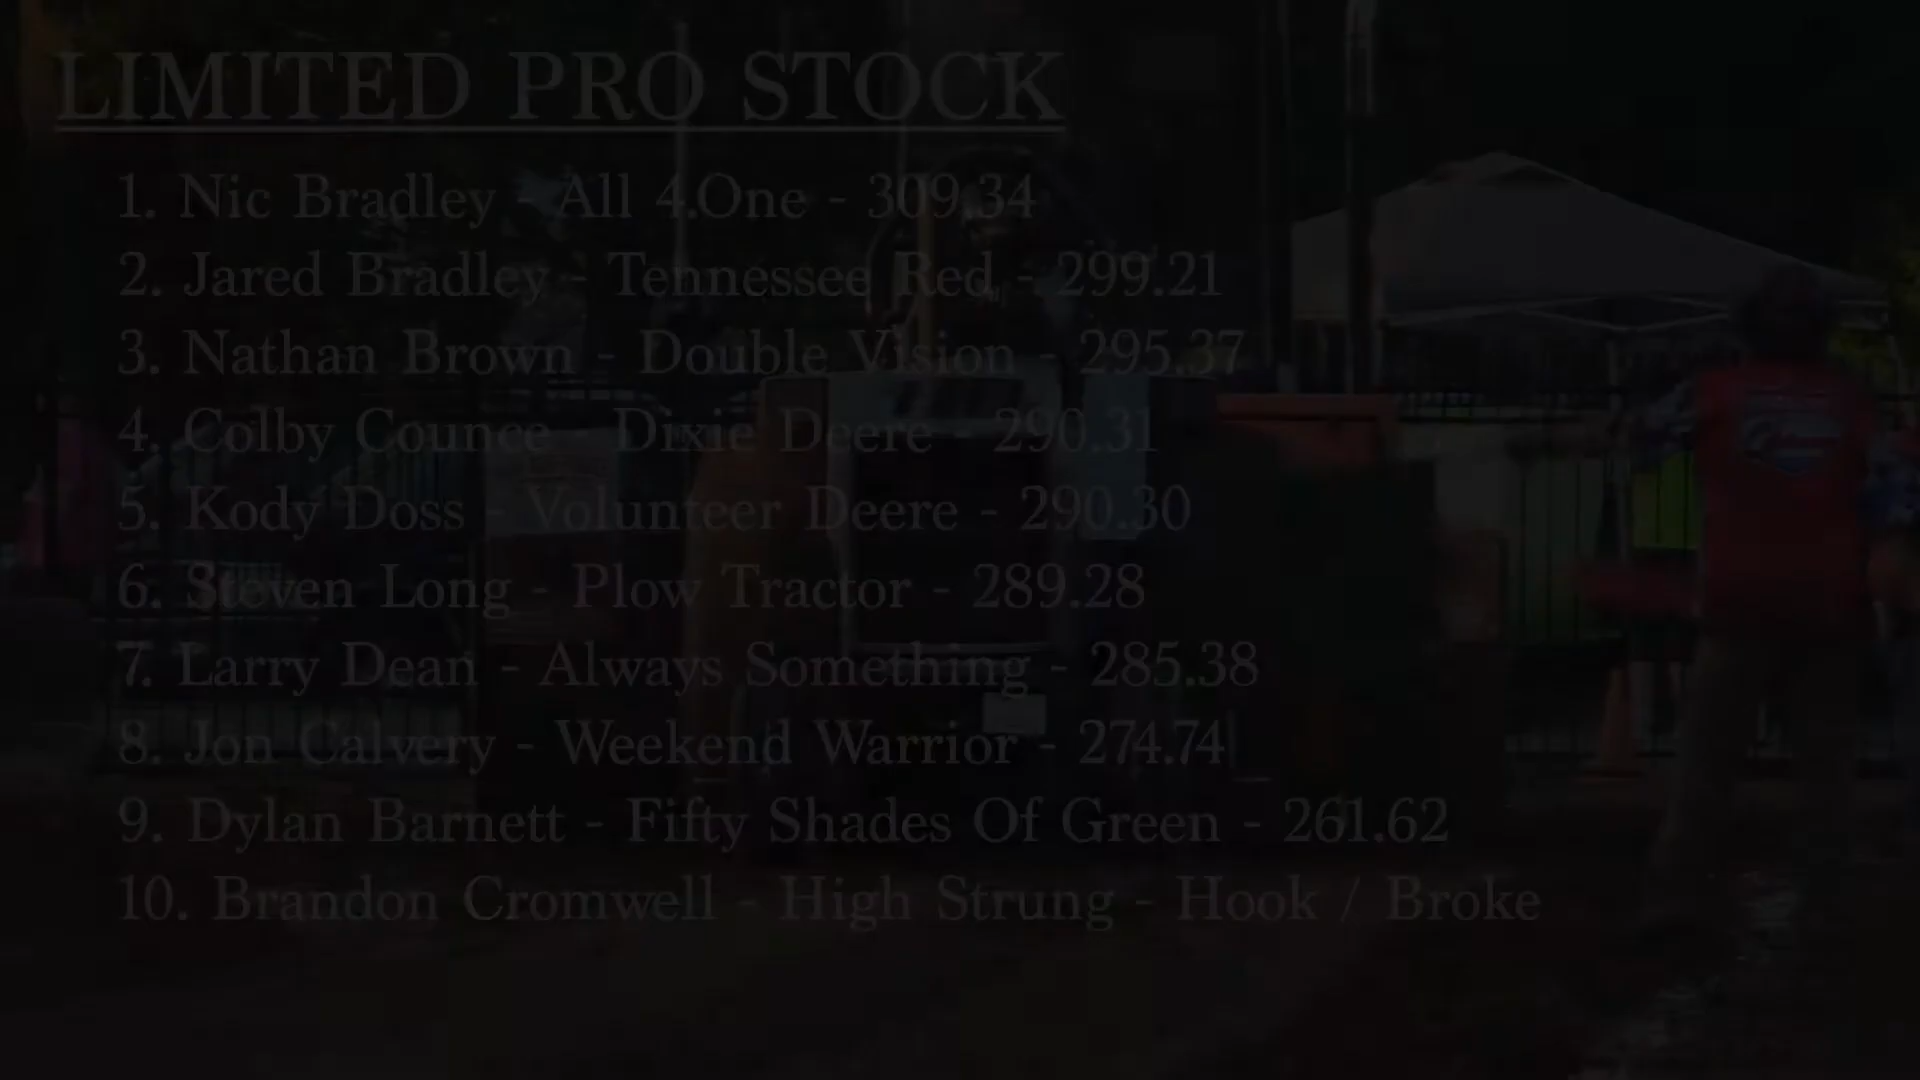 LIMITED PRO STOCK
1. Nic Bradley - All 4.One - 309.34
2. Jared Bradley - Tennessee Red - 299.21
3. Nathan Brown - Double Vision - 295.37
4. Colby Counce - Dixie Deere - 290.31
5. Kody Doss - Volunteer Deere - 290.30
6. Steven Long - Plow Tractor - 289.28
7. Larry Dean - Always Something - 285.38
8. Jon Calvery - Weekend Warrior - 274.74
9. Dylan Barnett - Fifty Shades Of Green - 261.62
10. Brandon Cromwell - High Strung - Hook / Broke